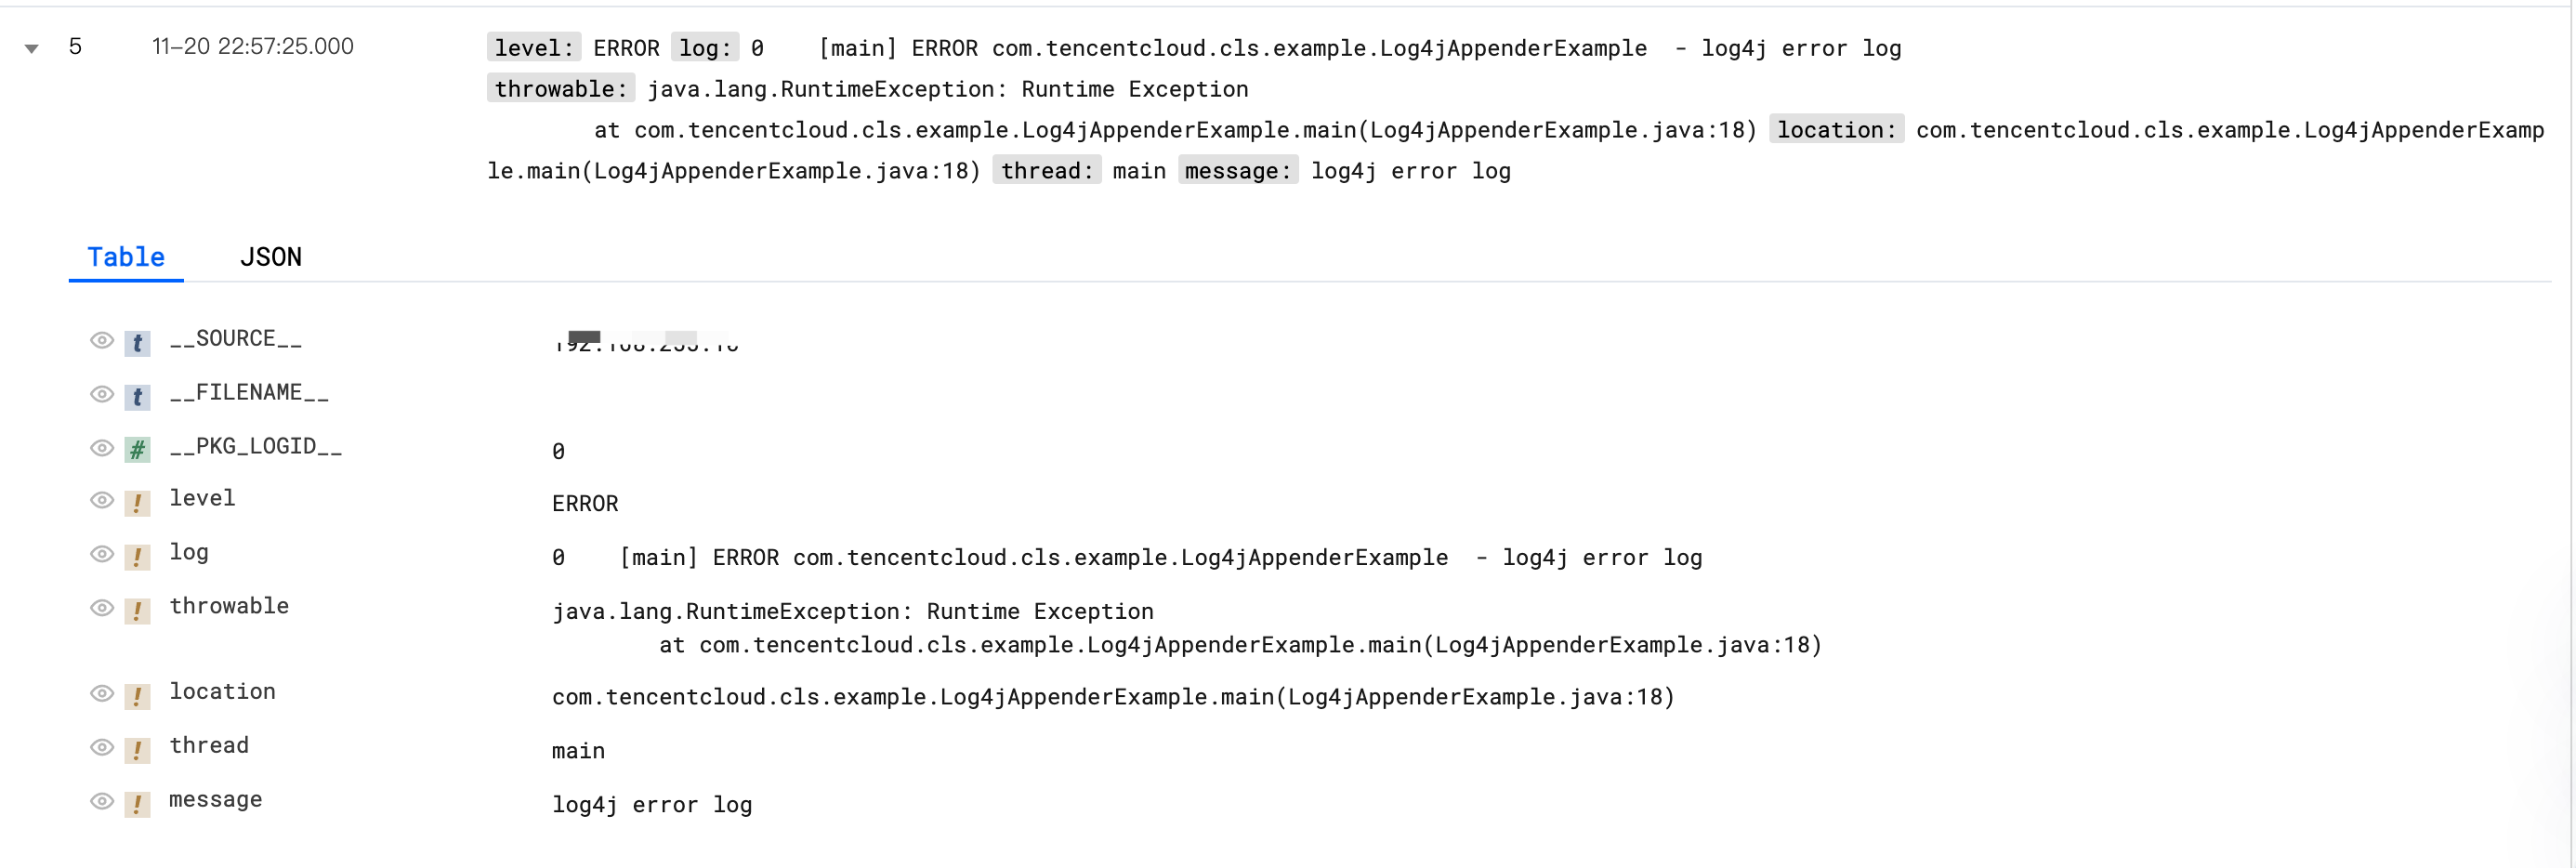 5 11-20 22:57:25.000 level: ERROR log: 0 [main] ERROR com.tencentcloud.cls.example.Log4jAppenderExample - log4j error log
throwable: java.lang.RuntimeException: Runtime Exception
at com.tencentcloud.cls.example.Log4jAppenderExample.main(Log4jAppenderExample.java:18) location: com.tencentcloud.cls.example.Log4jAppenderExamp
le.main(Log4jAppenderExample.java:18) thread: main message: log4j error log
Table JSON
t __SOURCE__
t __FILENAME__
# __PKG_LOGID__ 0
! level ERROR
! log 0 [main] ERROR com.tencentcloud.cls.example.Log4jAppenderExample - log4j error log
! throwable java.lang.RuntimeException: Runtime Exception
at com.tencentcloud.cls.example.Log4jAppenderExample.main(Log4jAppenderExample.java:18)
! location com.tencentcloud.cls.example.Log4jAppenderExample.main(Log4jAppenderExample.java:18)
! thread main
! message log4j error log